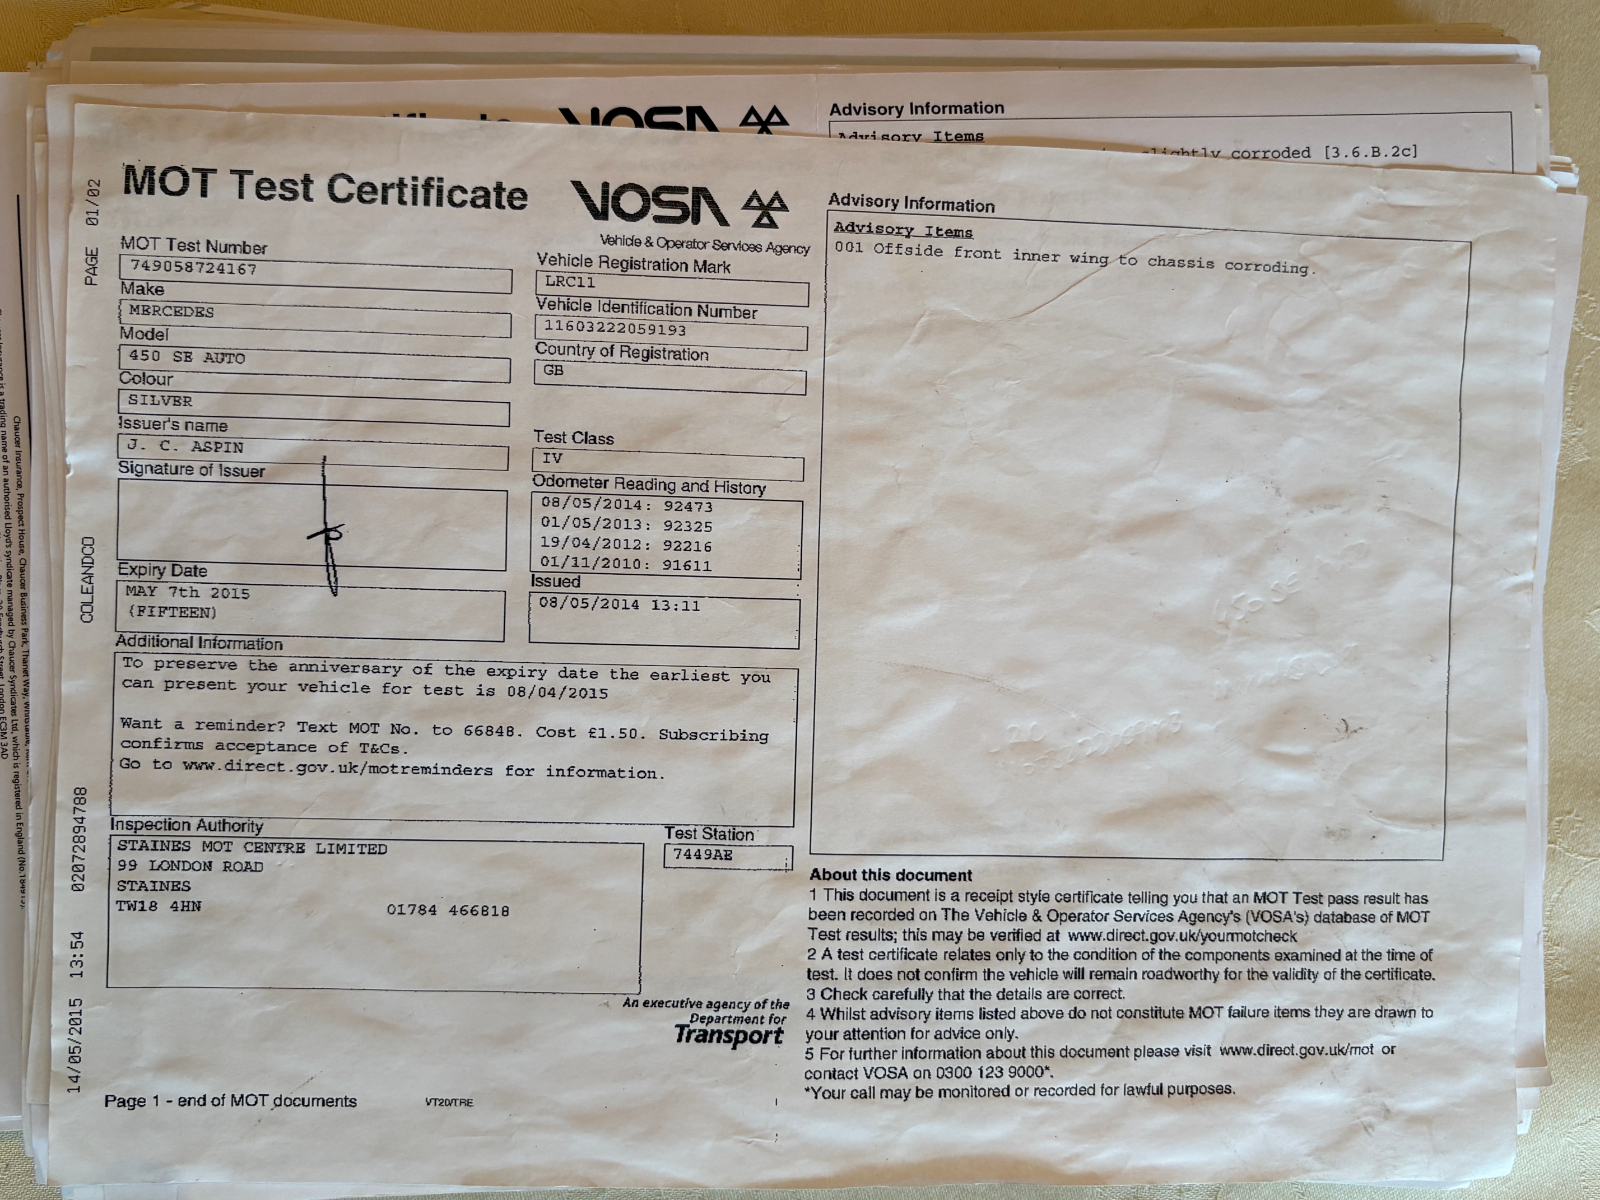 Advisory Information
Advisory Items
slightly corroded [3.6.B.2c]
VOSA
MOT Test Certificate
VOSA
Vehicle & Operator Services Agency
MOT Test Number
749058724167
Make
MERCEDES
Model
450 SE AUTO
Colour
SILVER
Issuer's name
J. C. ASPIN
Signature of Issuer
Expiry Date
MAY 7th 2015
(FIFTEEN)
Vehicle Registration Mark
LRC11
Vehicle Identification Number
11603222059193
Country of Registration
GB
Test Class
IV
Odometer Reading and History
08/05/2014: 92473
01/05/2013: 92325
19/04/2012: 92216
01/11/2010: 91611
Issued
08/05/2014 13:11
Additional Information
To preserve the anniversary of the expiry date the earliest you
can present your vehicle for test is 08/04/2015
Want a reminder? Text MOT No. to 66848. Cost £1.50. Subscribing
confirms acceptance of T&Cs.
Go to www.direct.gov.uk/motreminders for information.
Inspection Authority
STAINES MOT CENTRE LIMITED
99 LONDON ROAD
STAINES
TW18 4HN 01784 466818
Test Station
7449AE
An executive agency of the
Department for
Transport
Page 1 - end of MOT documents VT20/TRE
Advisory Information
Advisory Items
001 Offside front inner wing to chassis corroding.
About this document
1 This document is a receipt style certificate telling you that an MOT Test pass result has
been recorded on The Vehicle & Operator Services Agency's (VOSA's) database of MOT
Test results; this may be verified at www.direct.gov.uk/yourmotcheck
2 A test certificate relates only to the condition of the components examined at the time of
test. It does not confirm the vehicle will remain roadworthy for the validity of the certificate.
3 Check carefully that the details are correct.
4 Whilst advisory items listed above do not constitute MOT failure items they are drawn to
your attention for advice only.
5 For further information about this document please visit www.direct.gov.uk/mot or
contact VOSA on 0300 123 9000*.
*Your call may be monitored or recorded for lawful purposes.
14/05/2015 13:54 02072894788 COLEANDCO PAGE 01/02
Chaucer Insurance, Prospect House, Chaucer Business Park, Thanet Way,
which is registered in England